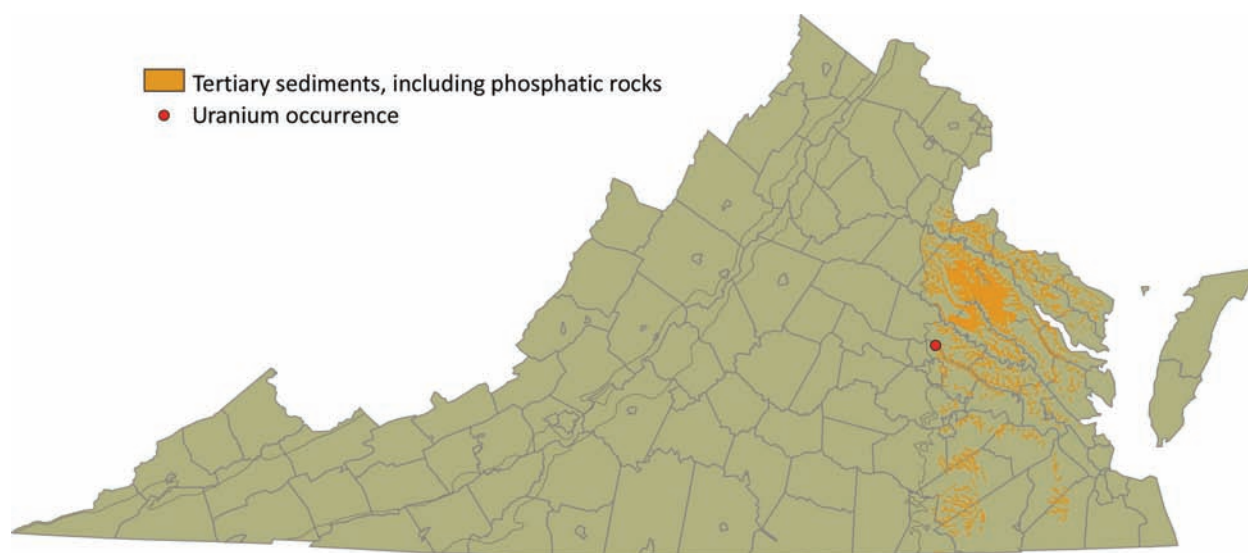 Tertiary sediments, including phosphatic rocks
Uranium occurrence